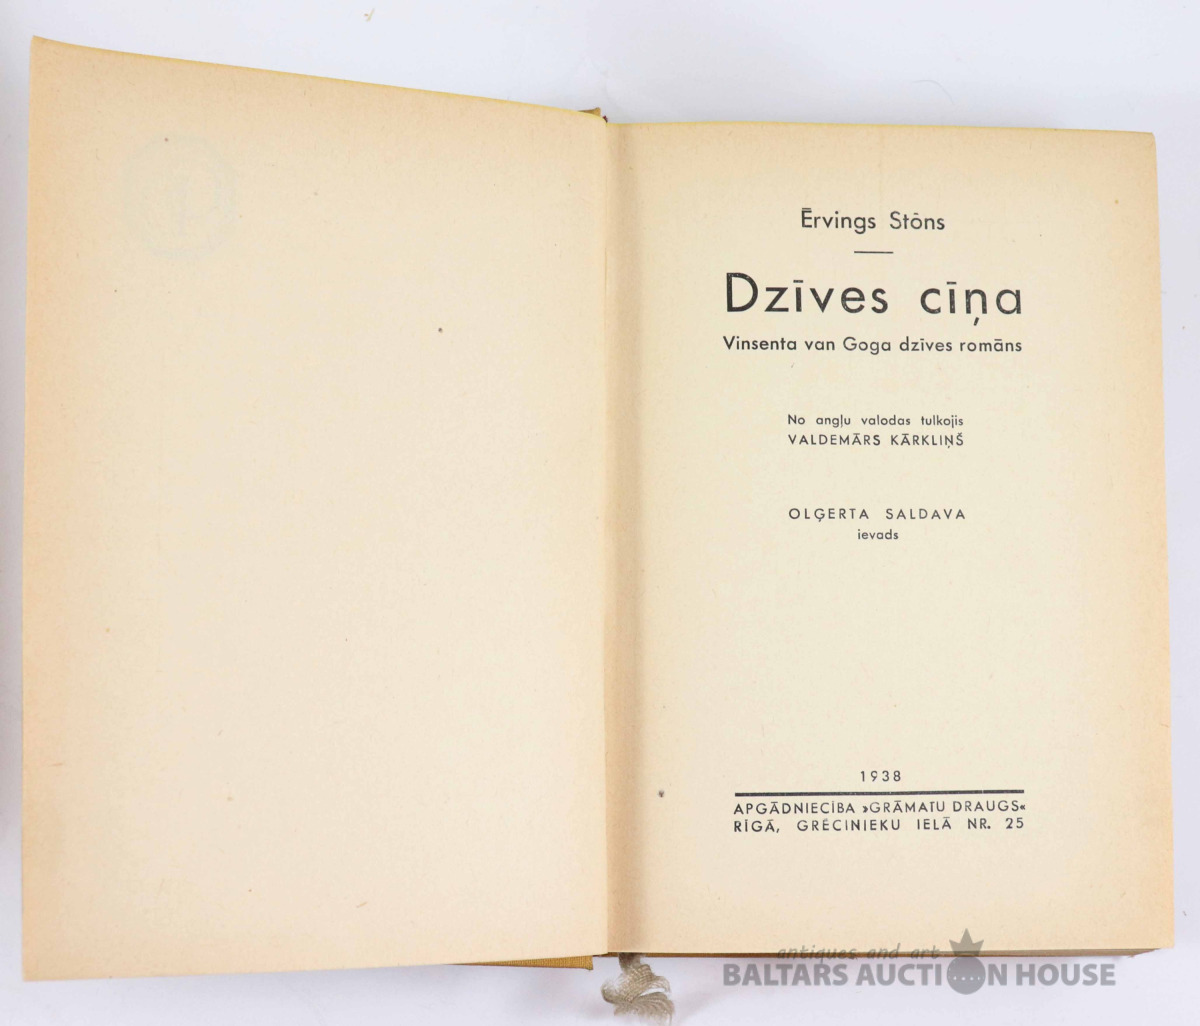 Ērvings Stōns
Dzīves cīņa
Vinsenta van Goga dzīves romāns
No angļu valodas tulkojis
VALDEMĀRS KĀRKLIŅŠ
OLĢERTA SALDAVA
ievads
1938
APGĀDNIECĪBA »GRĀMATU DRAUGS«
RĪGĀ, GRĒCINIEKU IELĀ NR. 25
antiques and art
BALTARS AUCTION HOUSE